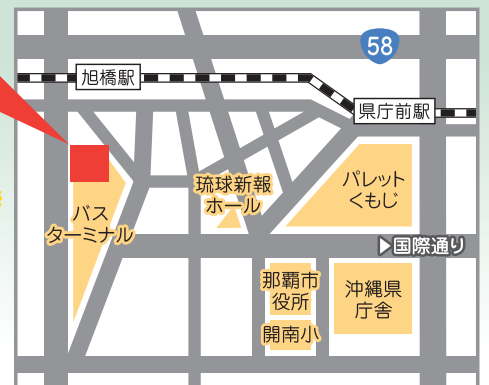 58
旭橋駅
県庁前駅
琉球新報
ホール
パレット
くもじ
バス
ターミナル
▶国際通り
那覇市
役所
沖縄県
庁舎
開南小